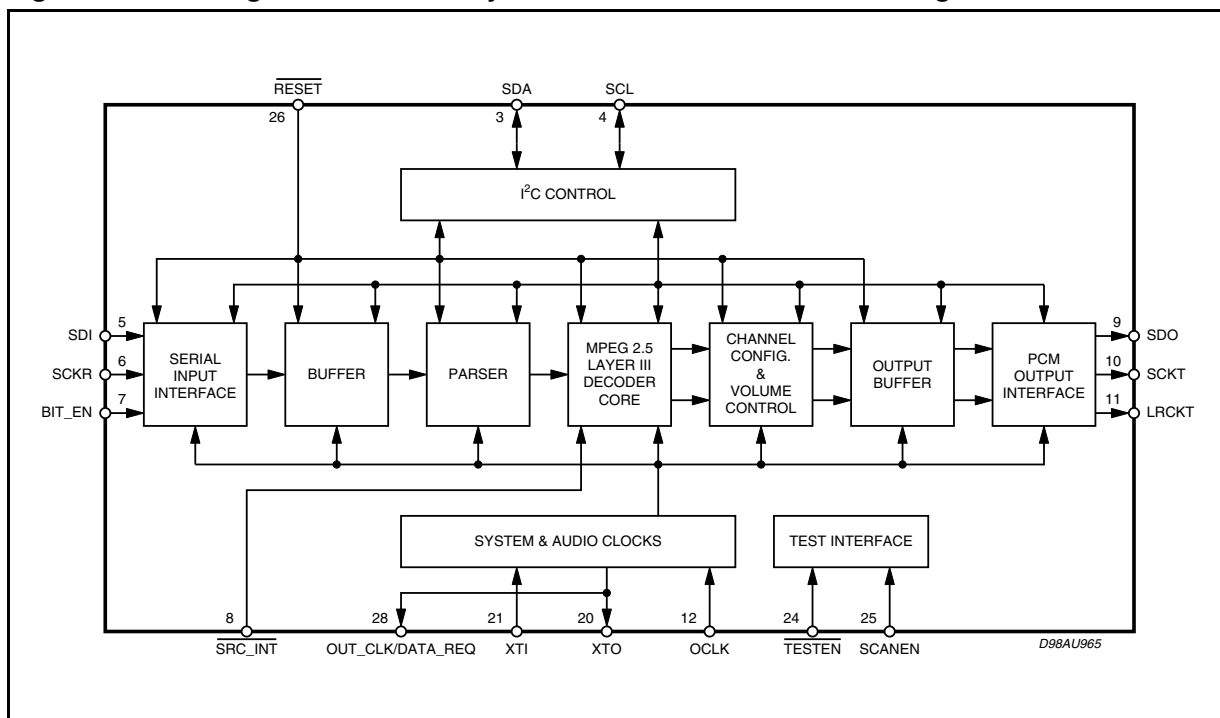 RESET
SDA
SCL
26
3
4
I²C CONTROL
SDI
5
SCKR
6
BIT_EN
7
SERIAL
INPUT
INTERFACE
BUFFER
PARSER
MPEG 2.5
LAYER III
DECODER
CORE
CHANNEL
CONFIG.
&
VOLUME
CONTROL
OUTPUT
BUFFER
PCM
OUTPUT
INTERFACE
9
SDO
10
SCKT
11
LRCKT
SYSTEM & AUDIO CLOCKS
TEST INTERFACE
8
28
21
20
12
24
25
SRC_INT
OUT_CLK/DATA_REQ
XTI
XTO
OCLK
TESTEN
SCANEN
D98AU965